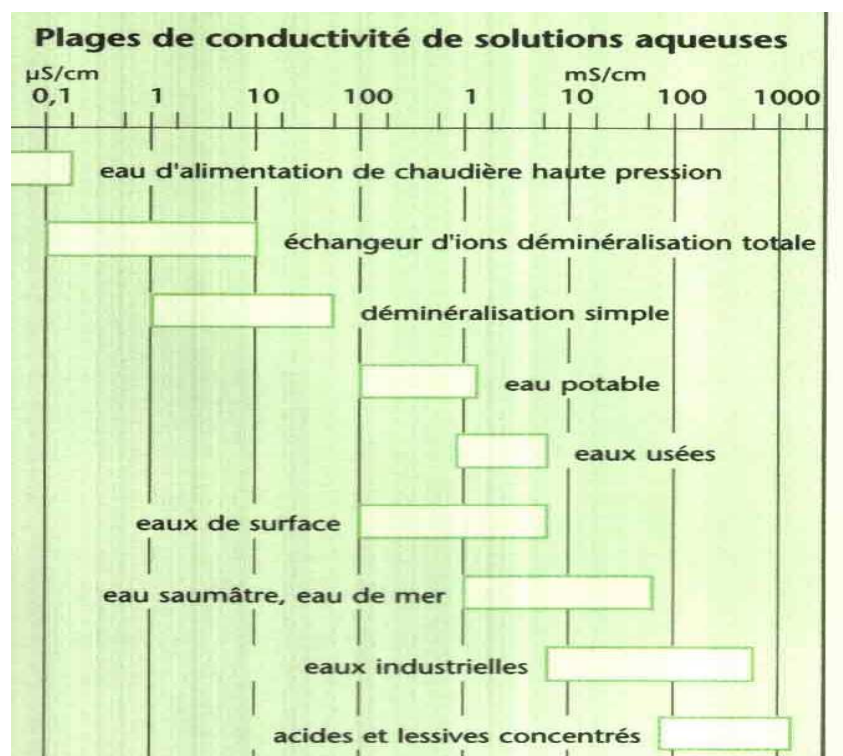 Plages de conductivité de solutions aqueuses
µS/cm mS/cm
0,1 1 10 100 1 10 100 1000
eau d'alimentation de chaudière haute pression
échangeur d'ions déminéralisation totale
déminéralisation simple
eau potable
eaux usées
eaux de surface
eau saumâtre, eau de mer
eaux industrielles
acides et lessives concentrés